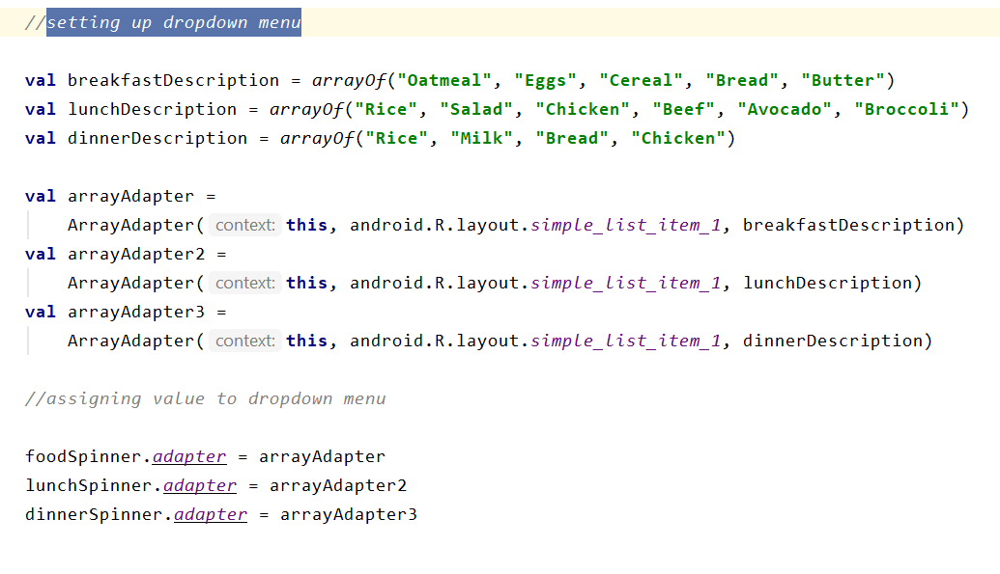 //setting up dropdown menu
val breakfastDescription = arrayOf("Oatmeal", "Eggs", "Cereal", "Bread", "Butter")
val lunchDescription = arrayOf("Rice", "Salad", "Chicken", "Beef", "Avocado", "Broccoli")
val dinnerDescription = arrayOf("Rice", "Milk", "Bread", "Chicken")
val arrayAdapter =
ArrayAdapter( context: this, android.R.layout.simple_list_item_1, breakfastDescription)
val arrayAdapter2 =
ArrayAdapter( context: this, android.R.layout.simple_list_item_1, lunchDescription)
val arrayAdapter3 =
ArrayAdapter( context: this, android.R.layout.simple_list_item_1, dinnerDescription)
//assigning value to dropdown menu
foodSpinner.adapter = arrayAdapter
lunchSpinner.adapter = arrayAdapter2
dinnerSpinner.adapter = arrayAdapter3